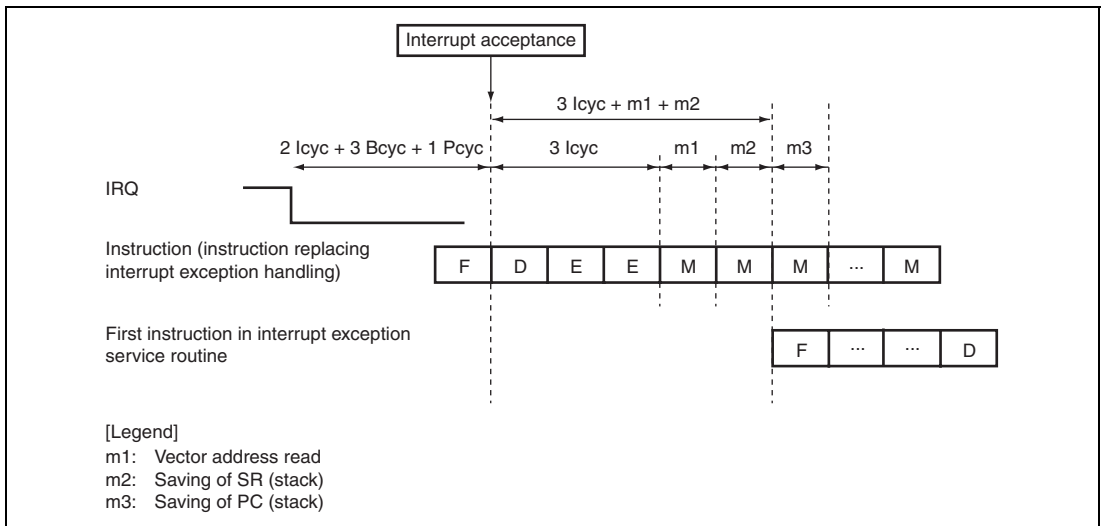 Interrupt acceptance
3 Icyc + m1 + m2
2 Icyc + 3 Bcyc + 1 Pcyc
3 Icyc
m1
m2
m3
IRQ
Instruction (instruction replacing
interrupt exception handling)
F D E E M M M ... M
First instruction in interrupt exception
service routine
F ... ... D
[Legend]
m1: Vector address read
m2: Saving of SR (stack)
m3: Saving of PC (stack)